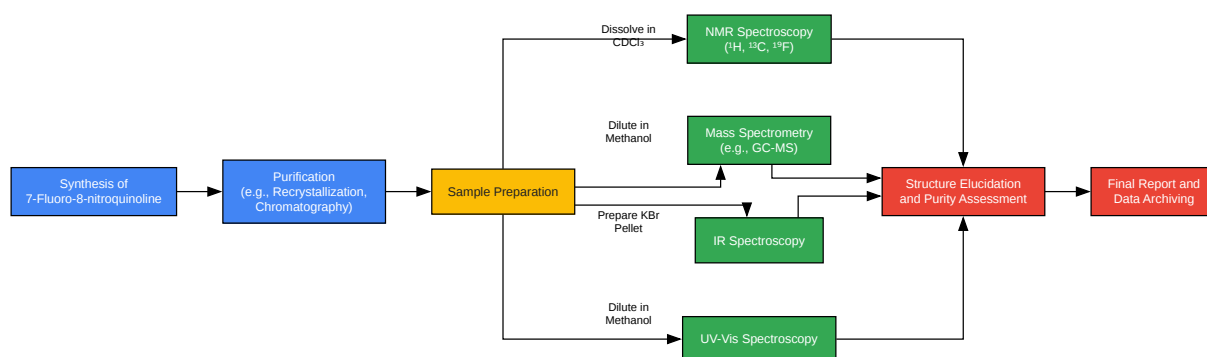 Dissolve in
CDCl₃
NMR Spectroscopy
(¹H, ¹³C, ¹⁹F)
Dilute in
Methanol
Mass Spectrometry
(e.g., GC-MS)
Synthesis of
7-Fluoro-8-nitroquinoline
Purification
(e.g., Recrystallization,
Chromatography)
Sample Preparation
Structure Elucidation
and Purity Assessment
Final Report and
Data Archiving
Prepare KBr
Pellet
IR Spectroscopy
Dilute in
Methanol
UV-Vis Spectroscopy